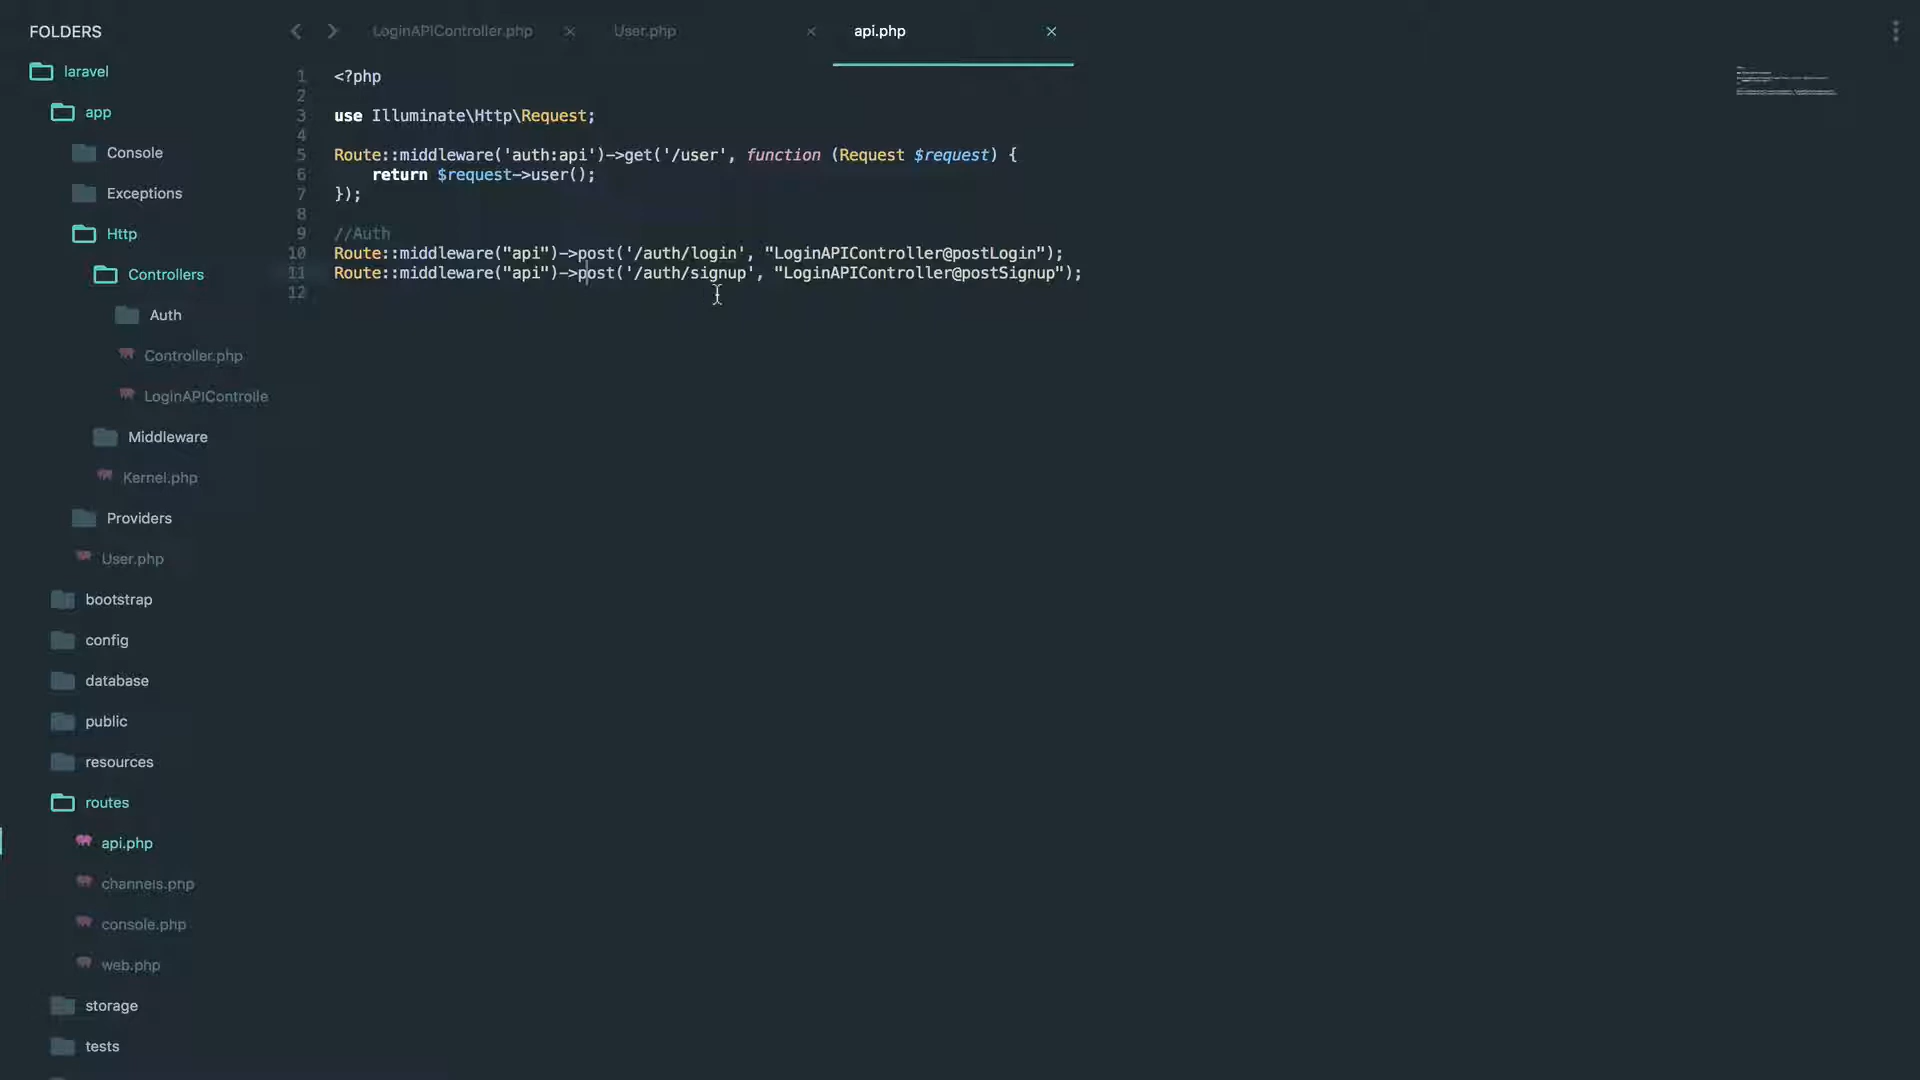 FOLDERS
laravel
app
Console
Exceptions
Http
Controllers
Auth
Controller.php
LoginAPIControlle
Middleware
Kernel.php
Providers
User.php
bootstrap
config
database
public
resources
routes
api.php
channels.php
console.php
web.php
storage
tests
LoginAPIController.php
User.php
api.php
1 <?php
2
3 use Illuminate\Http\Request;
4
5 Route::middleware('auth:api')->get('/user', function (Request $request) {
6 return $request->user();
7 });
8
9 //Auth
10 Route::middleware("api")->post('/auth/login', "LoginAPIController@postLogin");
11 Route::middleware("api")->post('/auth/signup', "LoginAPIController@postSignup");
12